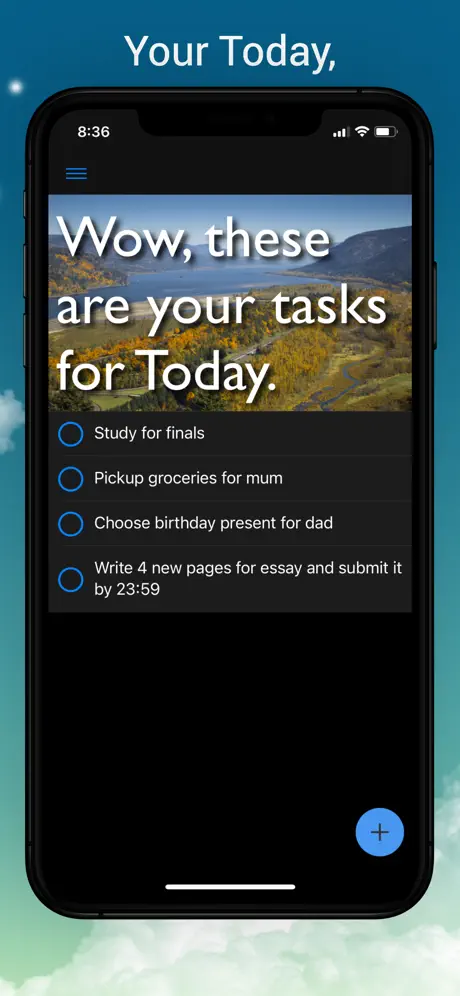 Your Today,
8:36
Wow, these
are your tasks
for Today.
Study for finals
Pickup groceries for mum
Choose birthday present for dad
Write 4 new pages for essay and submit it
by 23:59